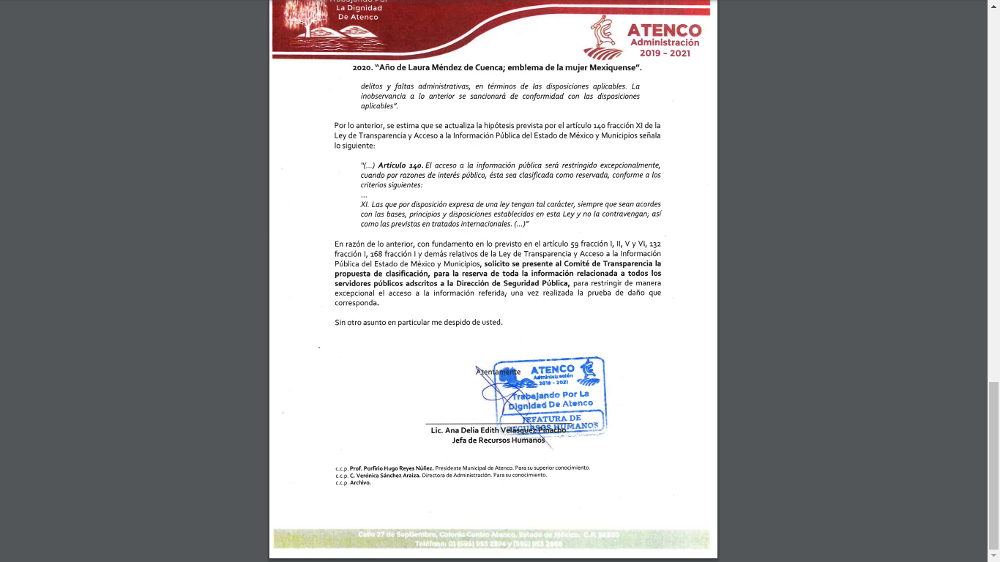 Trabajando Por
La Dignidad
De Atenco
ATENCO
Administración
2019 - 2021
2020. “Año de Laura Méndez de Cuenca; emblema de la mujer Mexiquense”.
delitos y faltas administrativas, en términos de las disposiciones aplicables. La
inobservancia a lo anterior se sancionará de conformidad con las disposiciones
aplicables”.
Por lo anterior, se estima que se actualiza la hipótesis prevista por el artículo 140 fracción XI de la
Ley de Transparencia y Acceso a la Información Pública del Estado de México y Municipios señala
lo siguiente:
“(...) Artículo 140. El acceso a la información pública será restringido excepcionalmente,
cuando por razones de interés público, ésta sea clasificada como reservada, conforme a los
criterios siguientes:
...
XI. Las que por disposición expresa de una ley tengan tal carácter, siempre que sean acordes
con las bases, principios y disposiciones establecidos en esta Ley y no la contravengan; así
como las previstas en tratados internacionales. (...)”
En razón de lo anterior, con fundamento en lo previsto en el artículo 59 fracción I, II, V y VI, 132
fracción I, 168 fracción I y demás relativos de la Ley de Transparencia y Acceso a la Información
Pública del Estado de México y Municipios, solicito se presente al Comité de Transparencia la
propuesta de clasificación, para la reserva de toda la información relacionada a todos los
servidores públicos adscritos a la Dirección de Seguridad Pública, para restringir de manera
excepcional el acceso a la información referida, una vez realizada la prueba de daño que
corresponda.
Sin otro asunto en particular me despido de usted.
Atentamente
ATENCO
Administración
2019 - 2021
Trabajando Por La
Dignidad De Atenco
JEFATURA DE
RECURSOS HUMANOS
Lic. Ana Delia Edith Velásquez Pinacho
Jefa de Recursos Humanos
c.c.p. Prof. Porfirio Hugo Reyes Núñez. Presidente Municipal de Atenco. Para su superior conocimiento.
c.c.p. C. Verónica Sánchez Araiza. Directora de Administración. Para su conocimiento.
c.c.p. Archivo.
Calle 27 de Septiembre, Colonia Centro Atenco, Estado de México. C.P. 56300
Teléfono: 01 (595) 953 2894 y (595) 953 2856